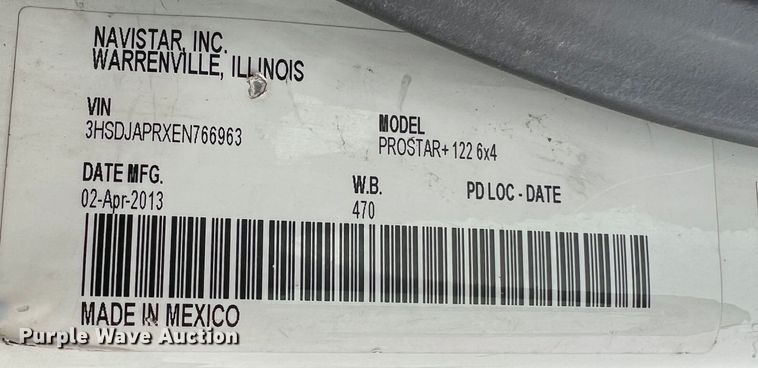 NAVISTAR, INC.
WARRENVILLE, ILLINOIS
VIN
3HSDJAPRXEN766963
MODEL
PROSTAR+ 122 6x4
DATE MFG.
02-Apr-2013
W.B.
470
PD LOC - DATE
MADE IN MEXICO
Purple Wave Auction